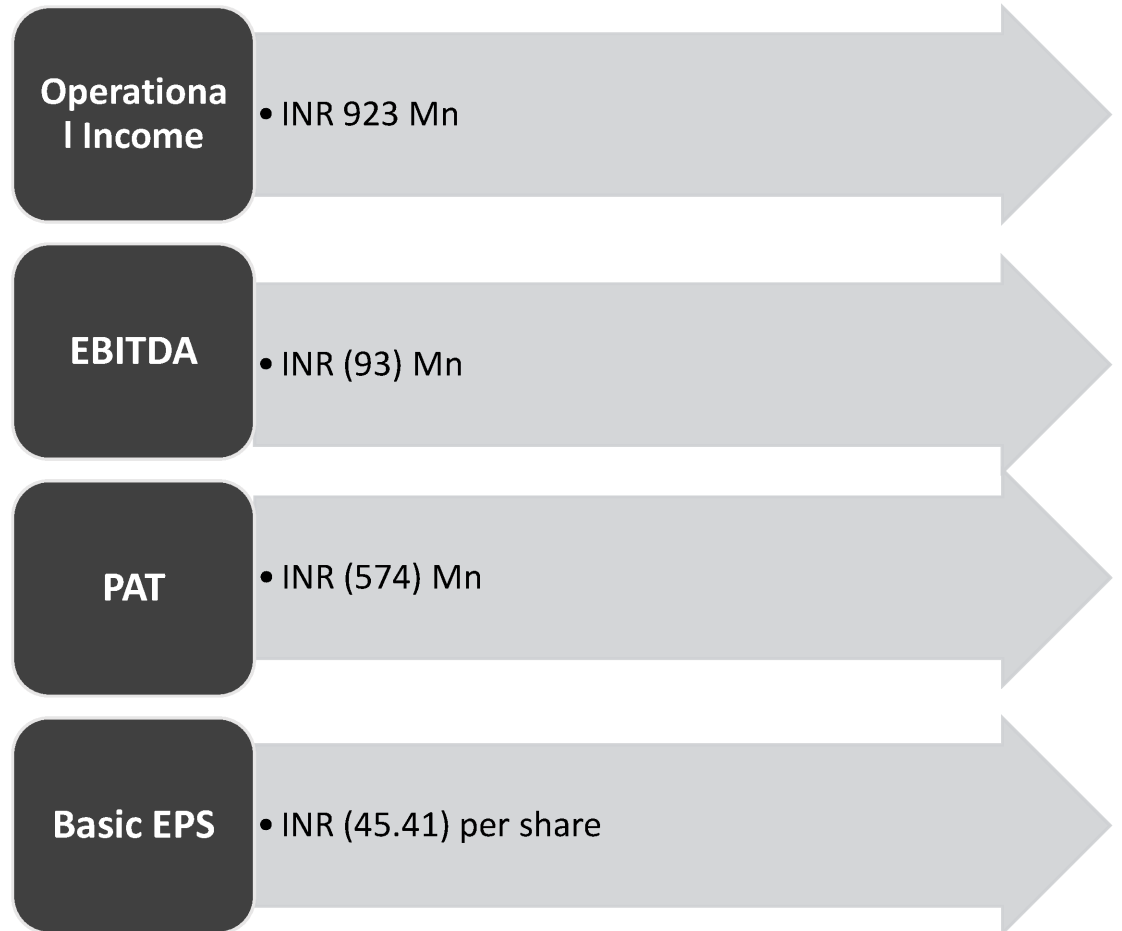 Operationa
l Income
• INR 923 Mn
EBITDA
• INR (93) Mn
PAT
• INR (574) Mn
Basic EPS
• INR (45.41) per share